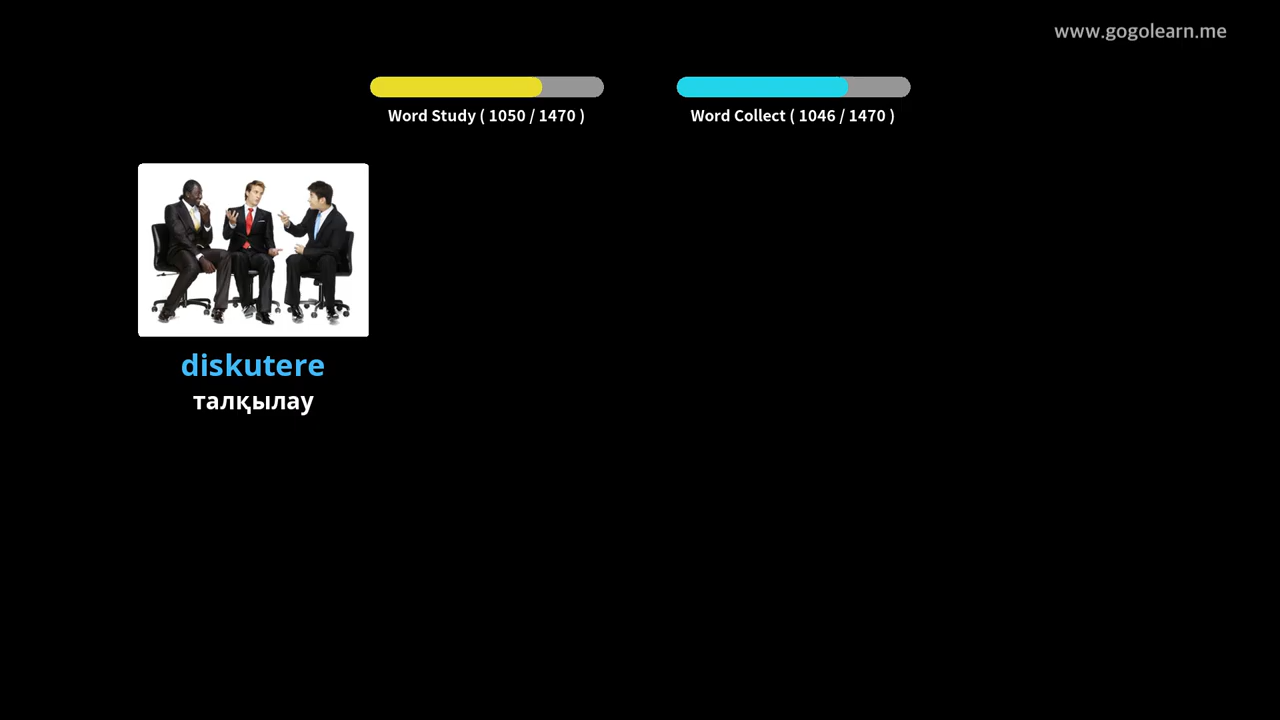 www.gogolearn.me
Word Study ( 1050 / 1470 )
Word Collect ( 1046 / 1470 )
diskutere
талқылау